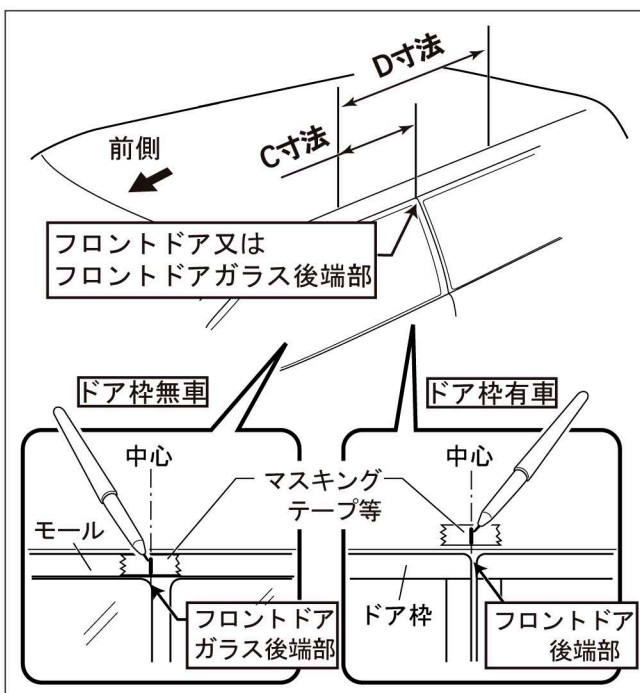 D寸法
C寸法
前側
フロントドア又は
フロントドアガラス後端部
ドア枠無車
ドア枠有車
中心
中心
マスキング
テープ等
モール
ドア枠
フロントドア
ガラス後端部
フロントドア
後端部